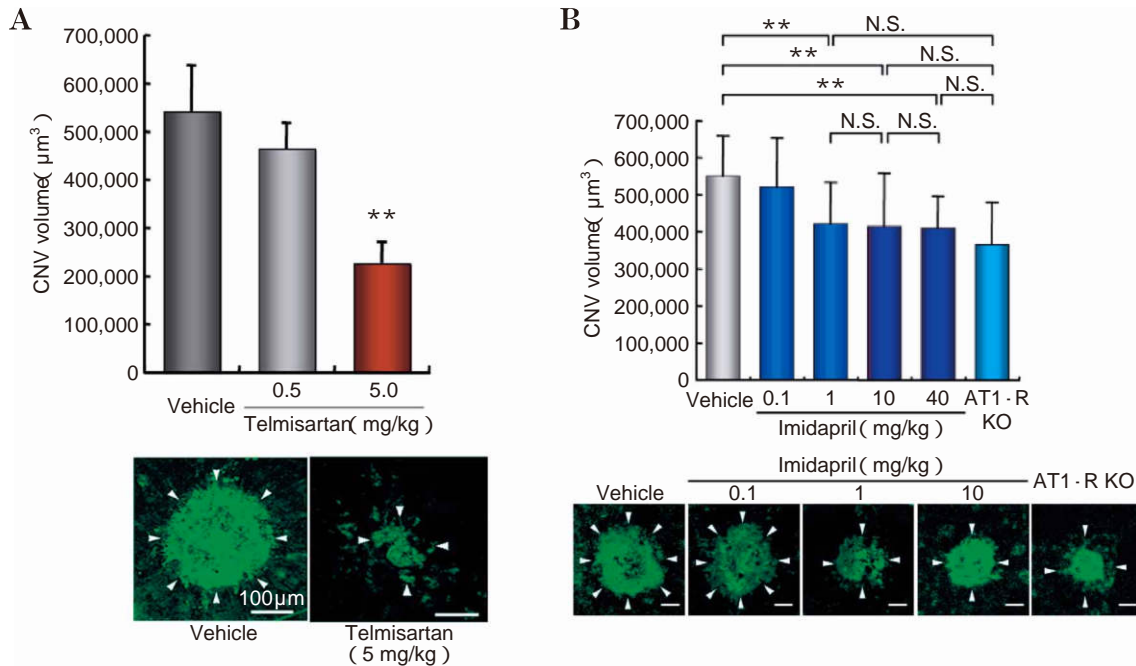 A
700,000
600,000
500,000
400,000
300,000
200,000
100,000
0
CNV volume( μm³ )
**
Vehicle
0.5
5.0
Telmisartan( mg/kg )
100μm
Vehicle
Telmisartan
( 5 mg/kg )
B
** N.S.
** N.S.
** N.S.
N.S. N.S.
700,000
600,000
500,000
400,000
300,000
200,000
100,000
0
CNV volume( μm³ )
Vehicle 0.1 1 10 40 AT1・R
KO
Imidapril( mg/kg )
Imidapril( mg/kg )
Vehicle 0.1 1 10 AT1・R KO